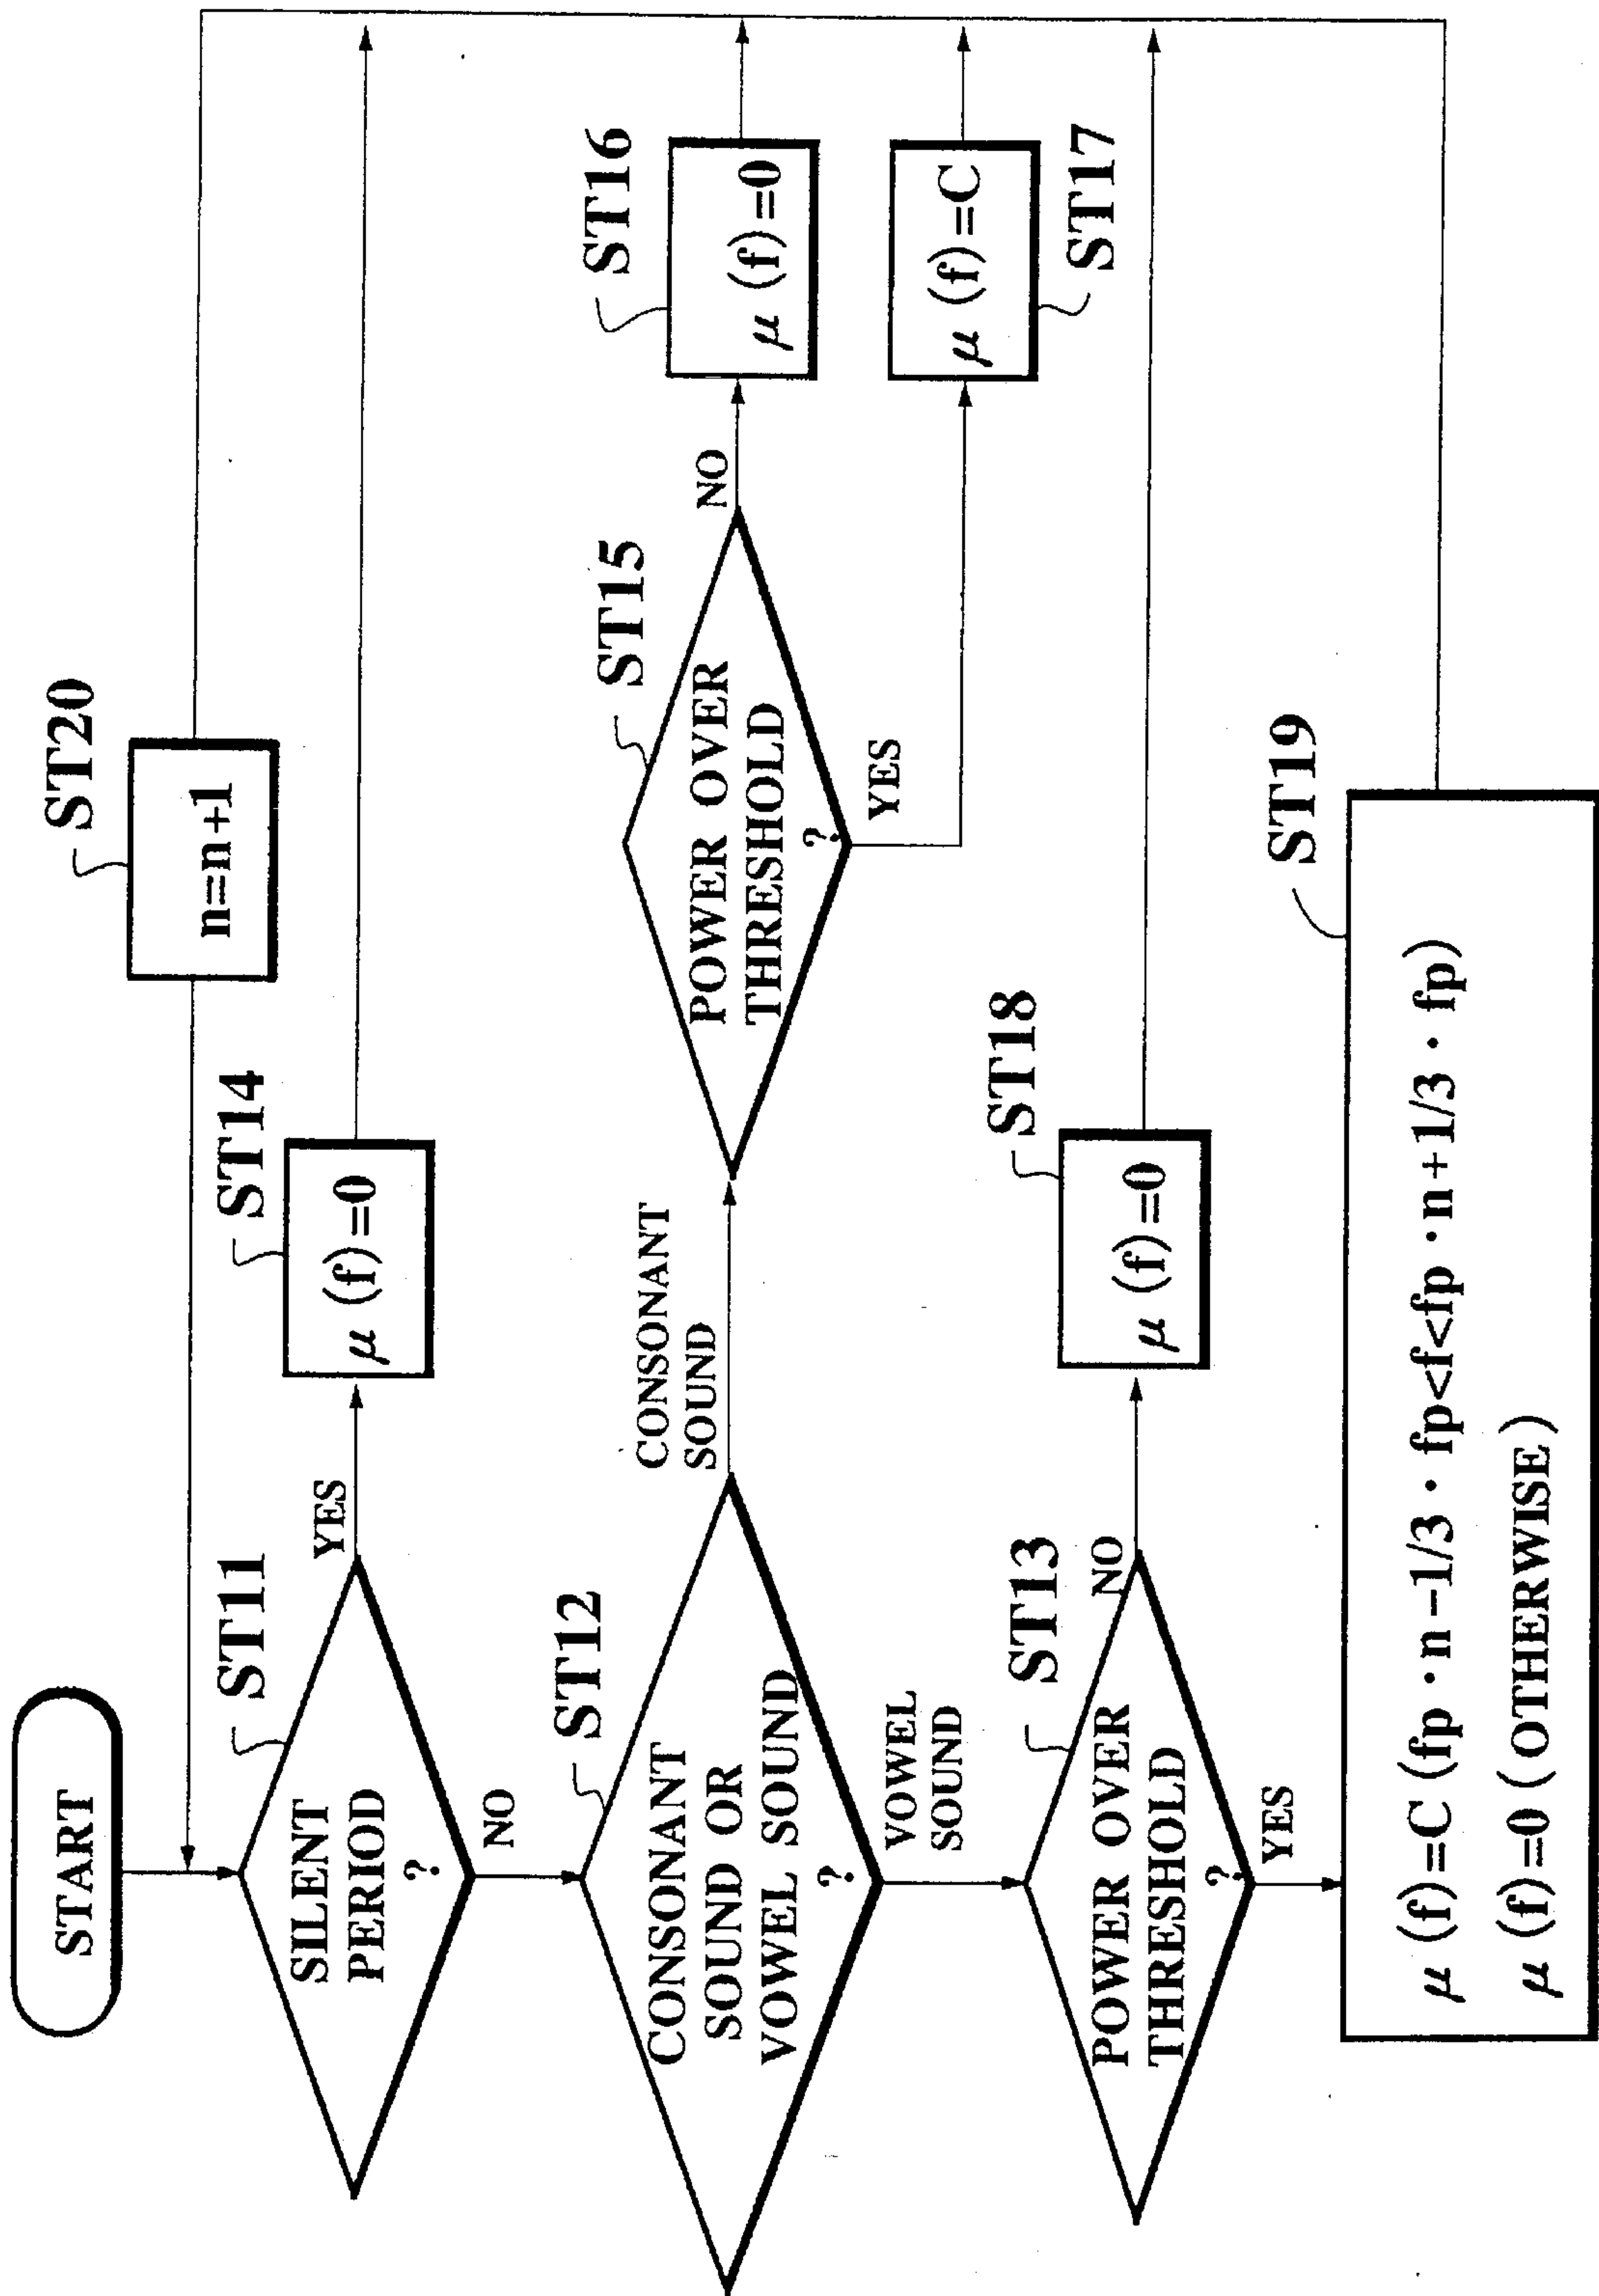 START
ST20
n=n+1
ST11
SILENT
PERIOD
?
YES
ST14
μ (f)=0
NO
ST12
CONSONANT
SOUND OR
VOWEL SOUND
?
CONSONANT
SOUND
ST15
POWER OVER
THRESHOLD
?
NO
ST16
μ (f)=0
YES
μ (f)=C
ST17
VOWEL
SOUND
ST13
POWER OVER
THRESHOLD
?
NO
ST18
μ (f)=0
YES
ST19
μ (f)=C (fp · n-1/3 · fp<f<fp · n+1/3 · fp)
μ (f)=0 ( OTHERWISE )